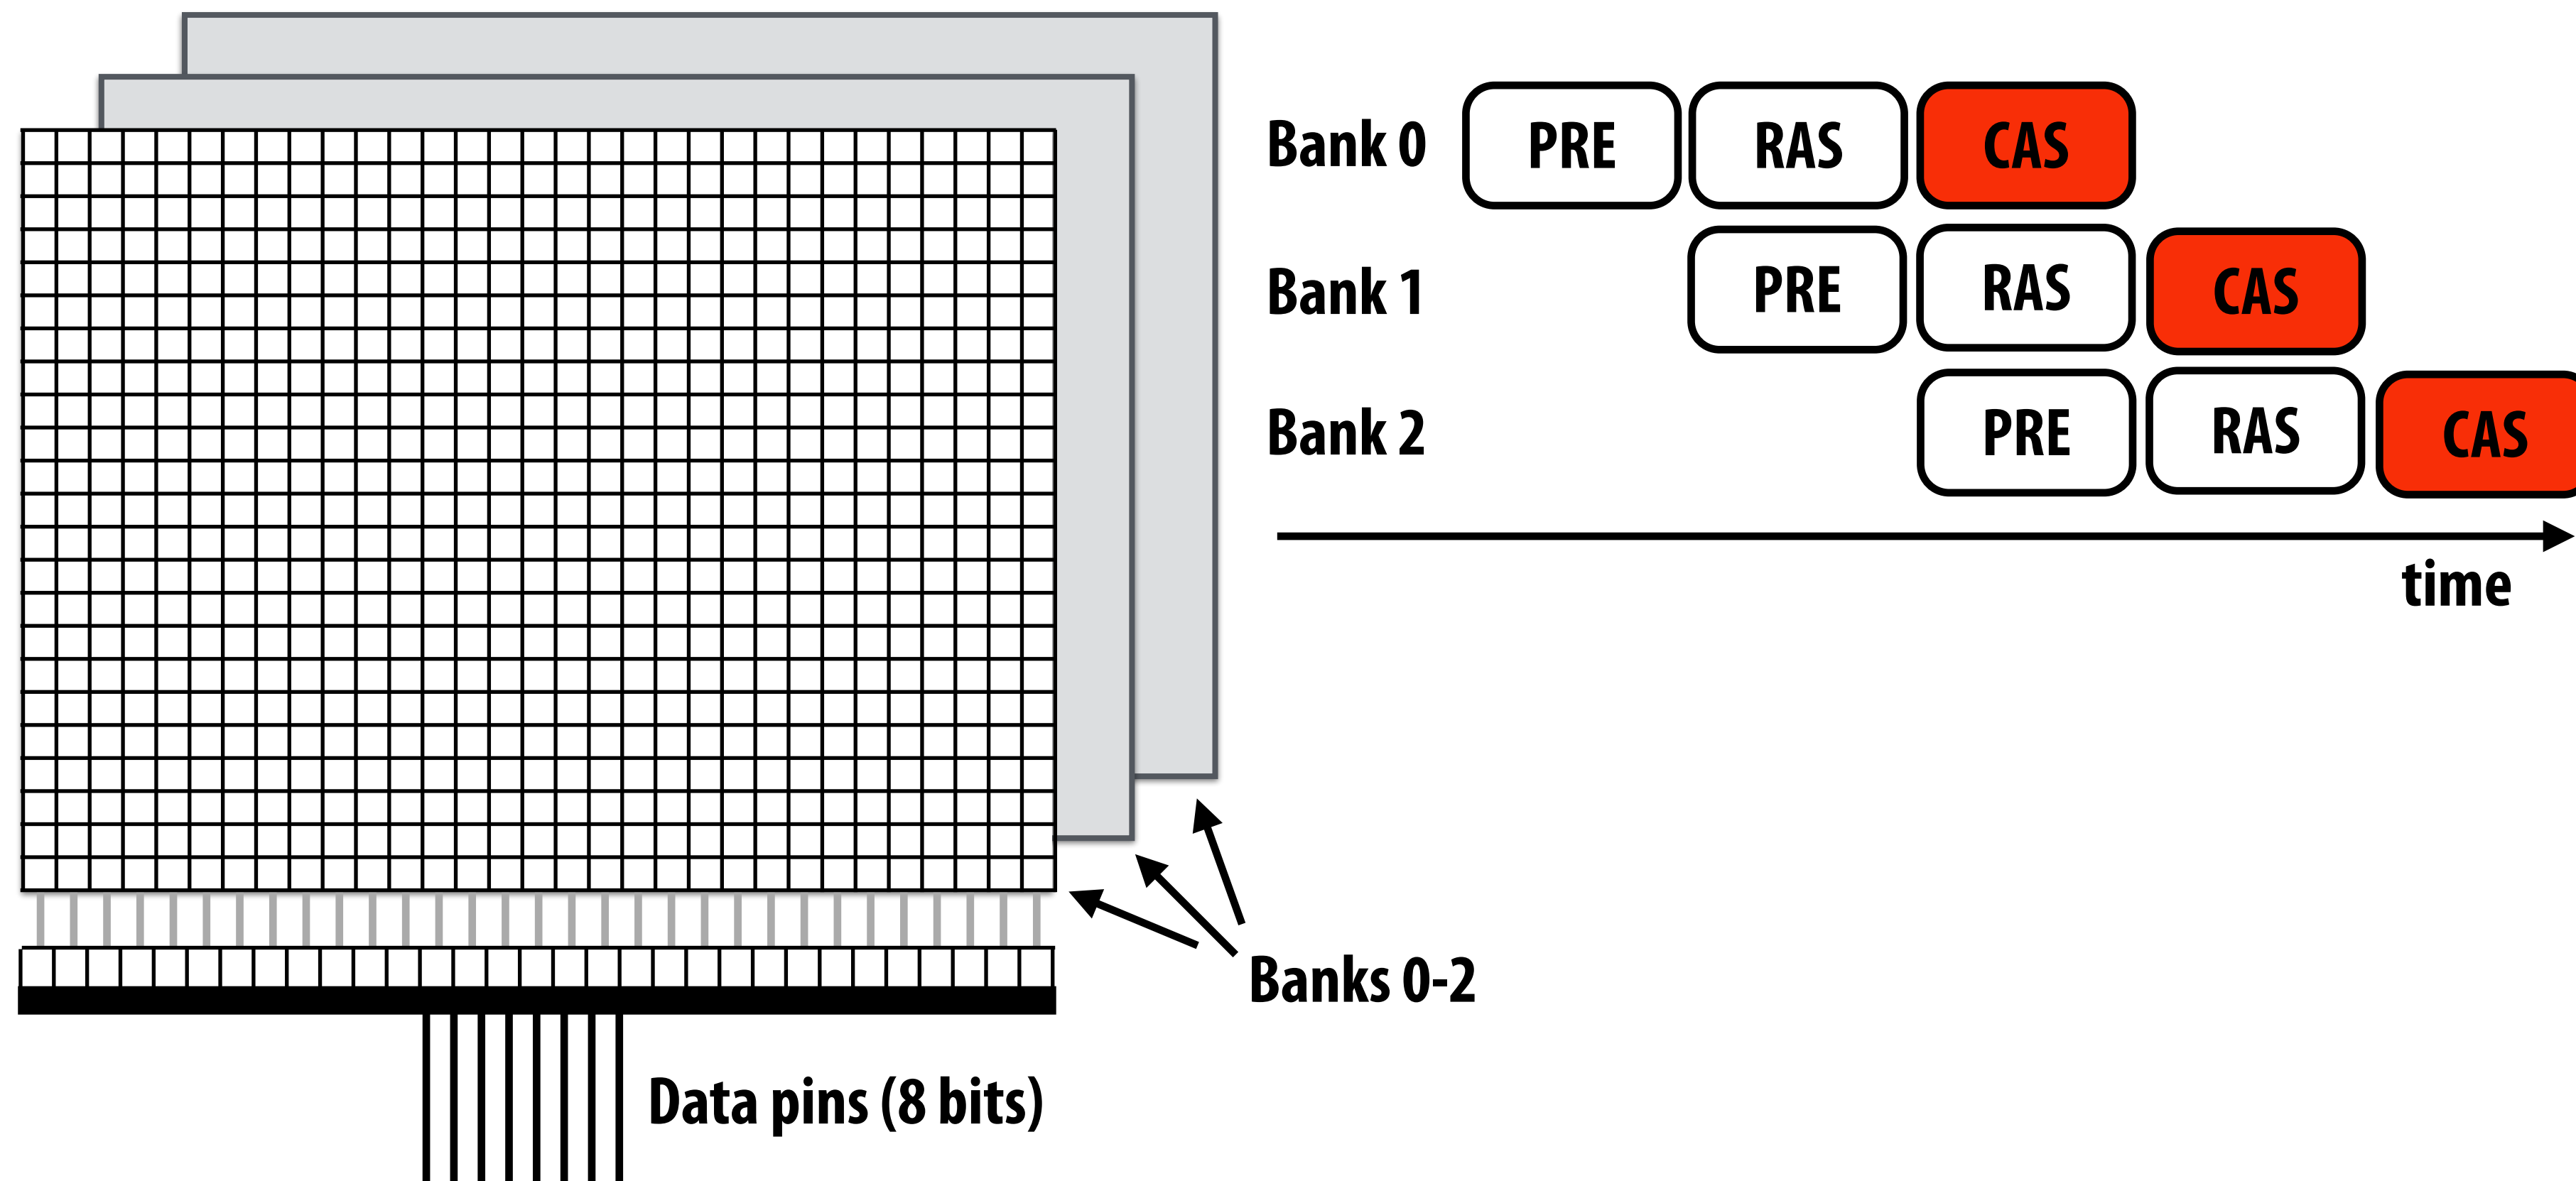 Bank 0 PRE RAS CAS
Bank 1 PRE RAS CAS
Bank 2 PRE RAS CAS
time
Banks 0-2
Data pins (8 bits)